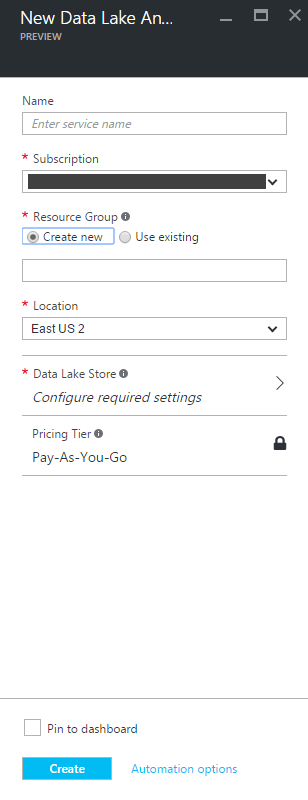 New Data Lake An...
PREVIEW
Name
Enter service name
* Subscription
* Resource Group
Create new Use existing
* Location
East US 2
* Data Lake Store
Configure required settings
Pricing Tier
Pay-As-You-Go
Pin to dashboard
Create Automation options